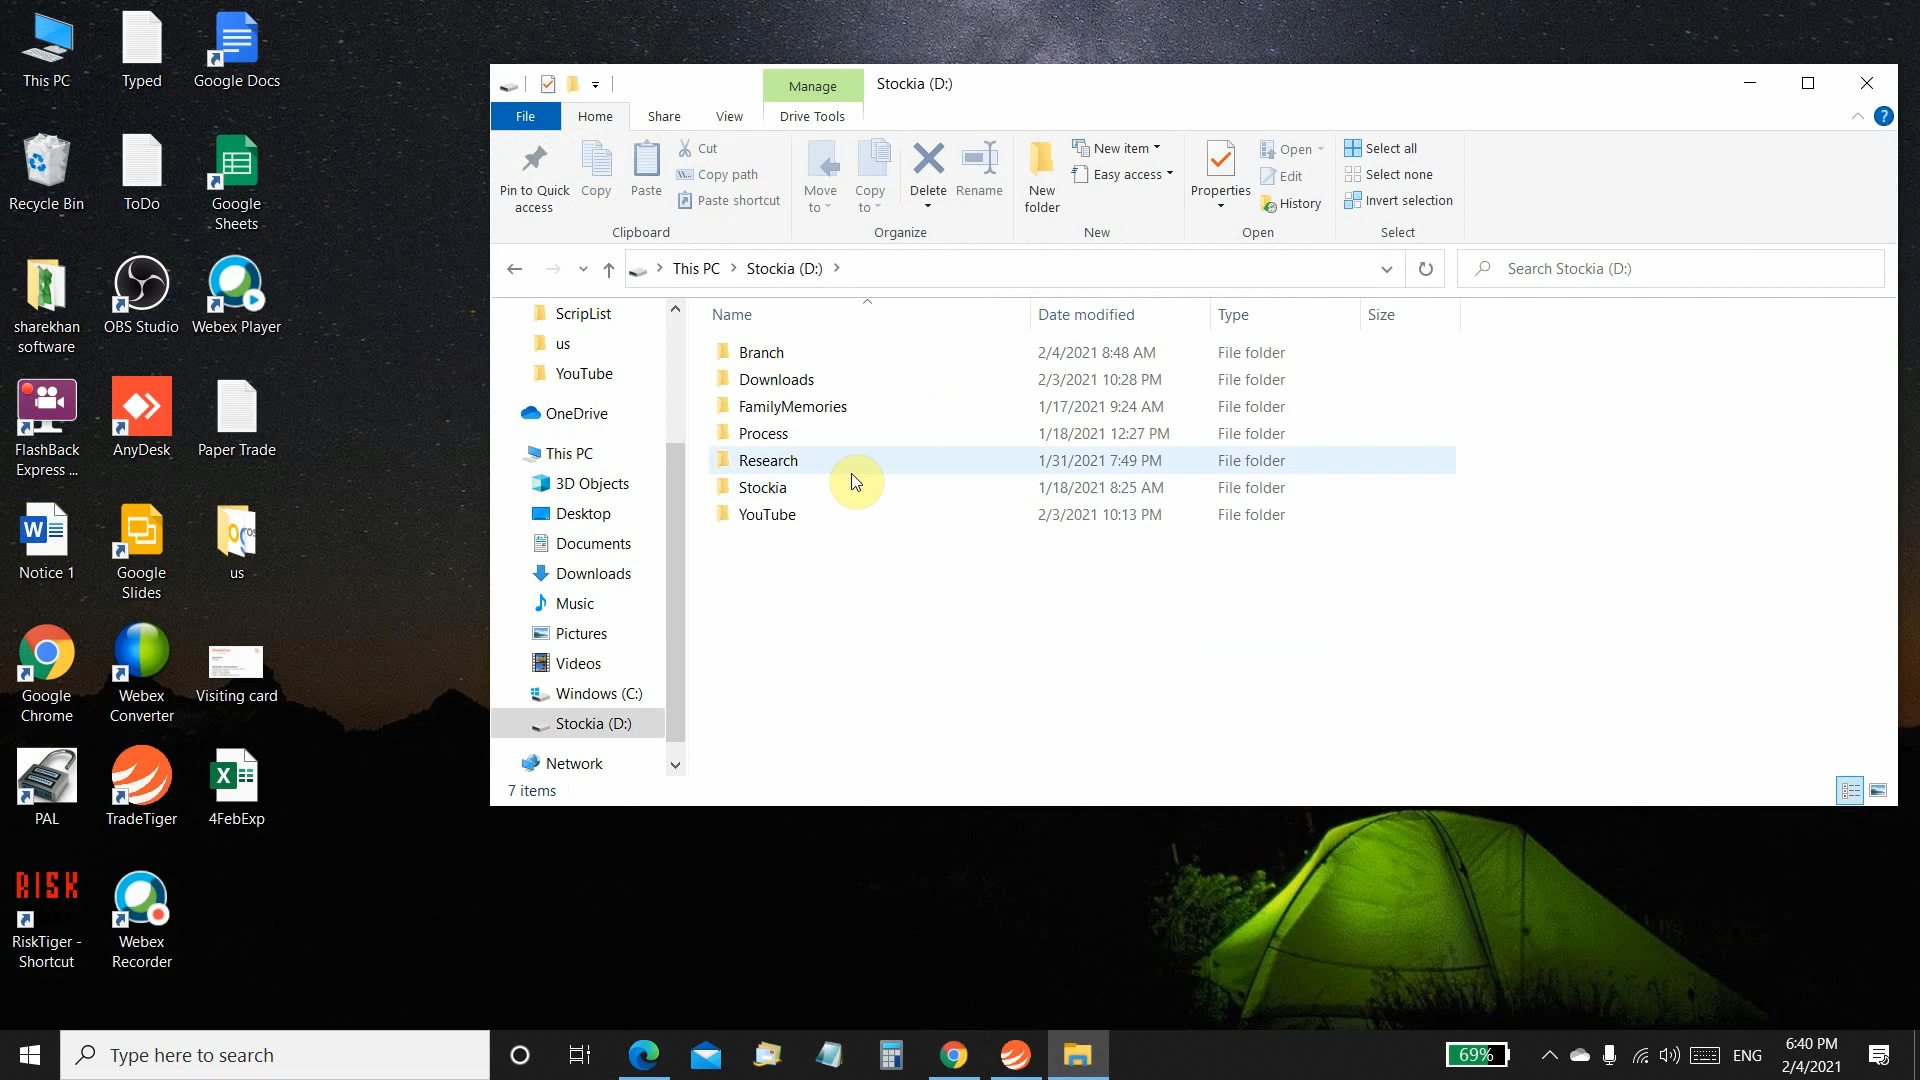 This PC
Typed
Google Docs
Recycle Bin
ToDo
Google
Sheets
sharekhan
software
OBS Studio
Webex Player
FlashBack
Express ...
AnyDesk
Paper Trade
Notice 1
Google
Slides
us
Google
Chrome
Webex
Converter
Visiting card
PAL
TradeTiger
4FebExp
RISK
RiskTiger -
Shortcut
Webex
Recorder
Manage
Stockia (D:)
File
Home
Share
View
Drive Tools
Pin to Quick
access
Copy
Paste
Cut
Copy path
Paste shortcut
Clipboard
Move
to
Copy
to
Delete
Rename
Organize
New
folder
New item
Easy access
New
Properties
Open
Edit
History
Open
Select all
Select none
Invert selection
Select
This PC
Stockia (D:)
Search Stockia (D:)
ScripList
us
YouTube
OneDrive
This PC
3D Objects
Desktop
Documents
Downloads
Music
Pictures
Videos
Windows (C:)
Stockia (D:)
Network
Name Date modified Type Size
Branch 2/4/2021 8:48 AM File folder
Downloads 2/3/2021 10:28 PM File folder
FamilyMemories 1/17/2021 9:24 AM File folder
Process 1/18/2021 12:27 PM File folder
Research 1/31/2021 7:49 PM File folder
Stockia 1/18/2021 8:25 AM File folder
YouTube 2/3/2021 10:13 PM File folder
7 items
Type here to search
69%
ENG
6:40 PM
2/4/2021